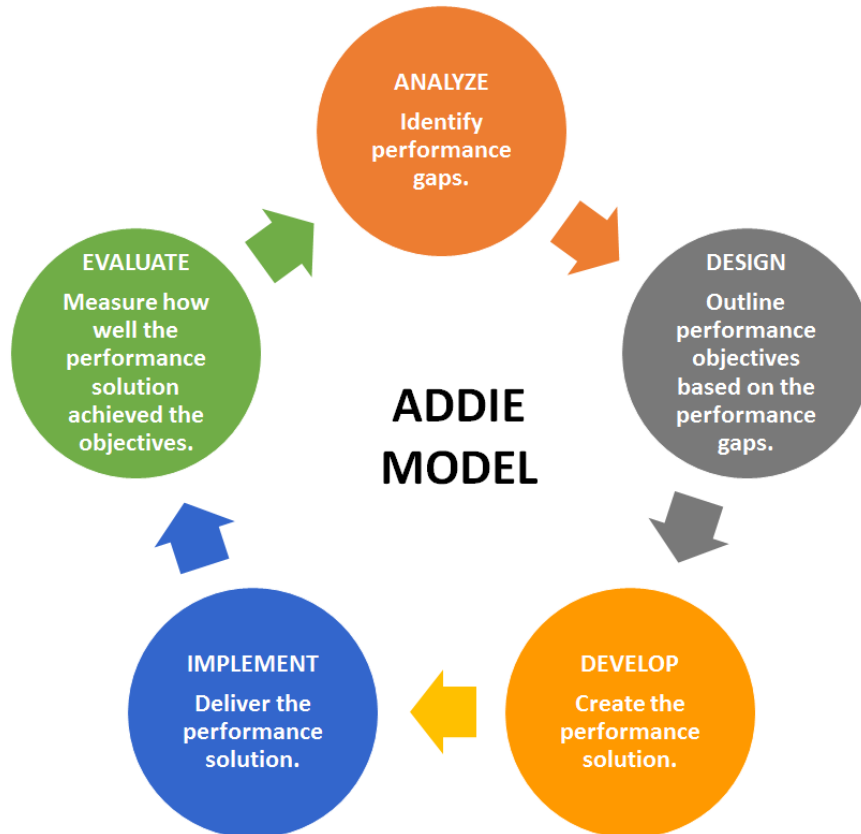 ANALYZE
Identify
performance
gaps.
DESIGN
Outline
performance
objectives
based on the
performance
gaps.
DEVELOP
Create the
performance
solution.
IMPLEMENT
Deliver the
performance
solution.
EVALUATE
Measure how
well the
performance
solution
achieved the
objectives.
ADDIE
MODEL